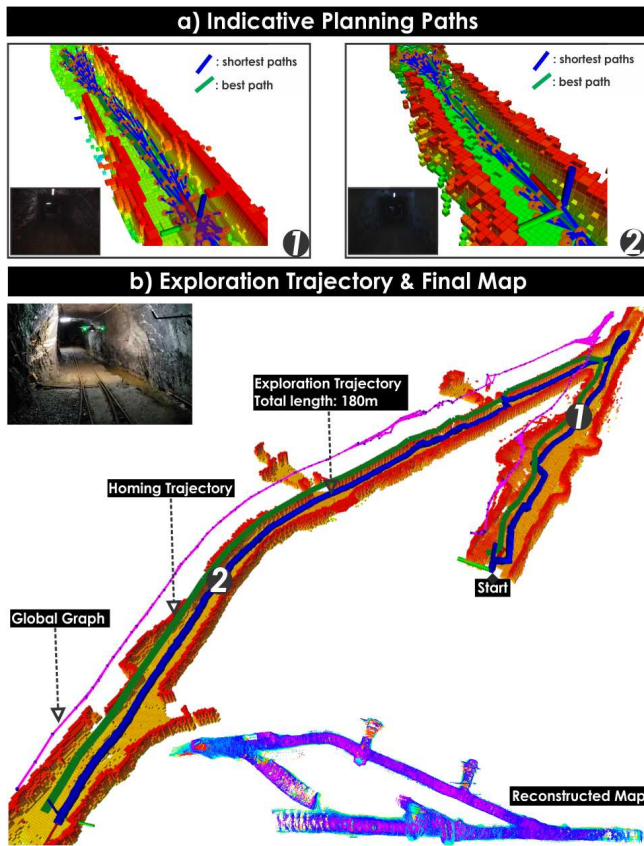 a) Indicative Planning Paths
: shortest paths
: best path
1
: shortest paths
: best path
2
b) Exploration Trajectory & Final Map
Exploration Trajectory
Total length: 180m
1
Homing Trajectory
2
Start
Global Graph
Reconstructed Map